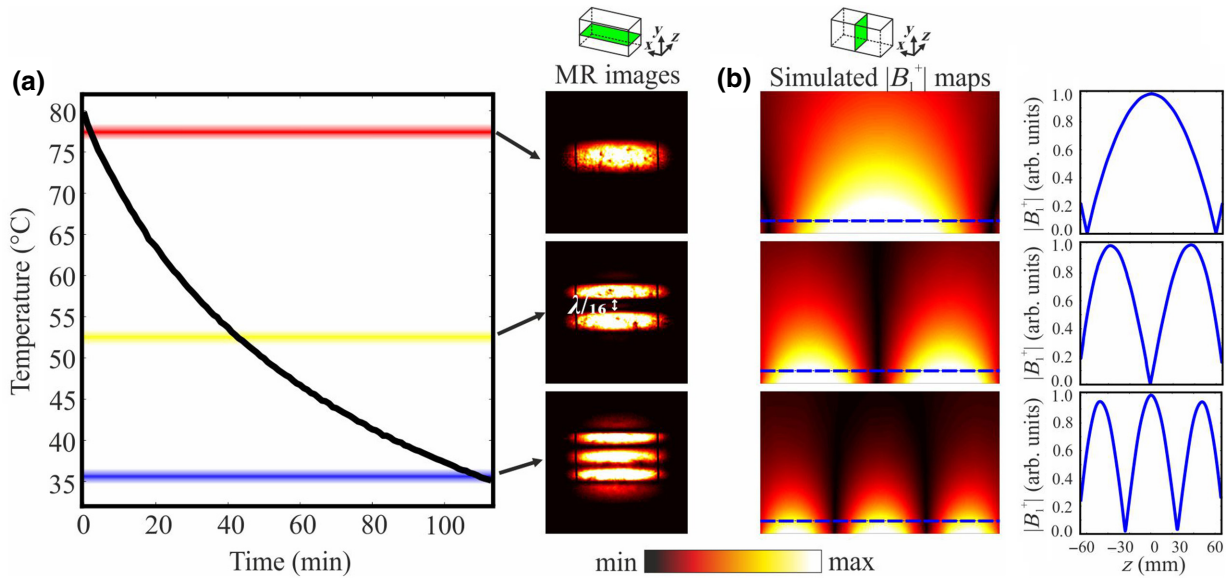 (a)
80
75
70
65
60
55
50
45
40
35
Temperature (°C)
0
20
40
60
80
100
Time (min)
x y z
MR images
λ/16
(b)
x y z
Simulated |B₁⁺| maps
|B₁⁺| (arb. units)
1.0
0.8
0.6
0.4
0.2
0.0
|B₁⁺| (arb. units)
1.0
0.8
0.6
0.4
0.2
0.0
|B₁⁺| (arb. units)
1.0
0.8
0.6
0.4
0.2
0.0
−60 −30 0 30 60
z (mm)
min
max